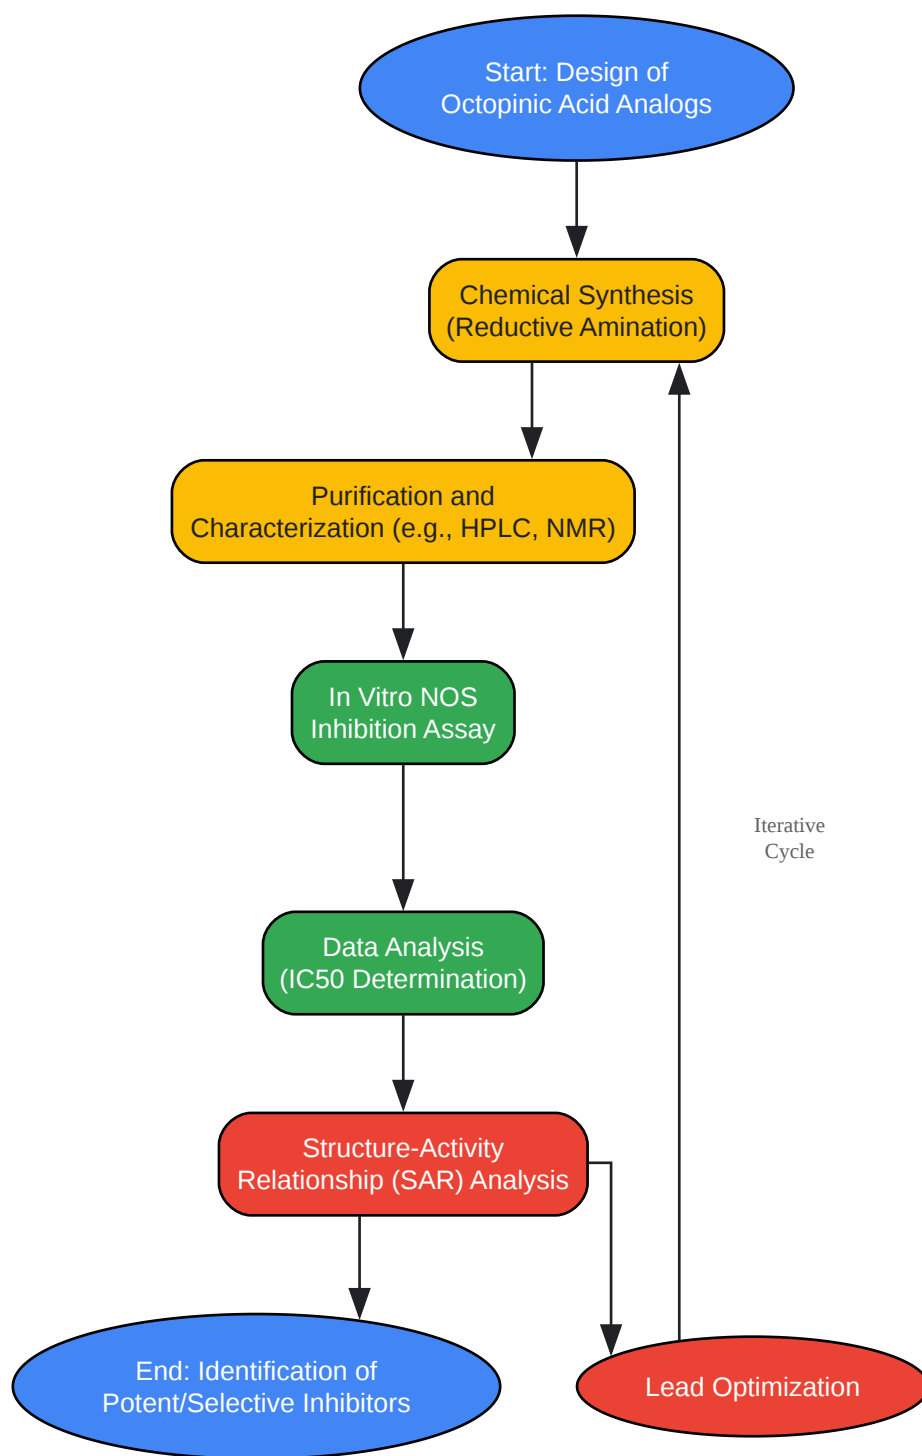 Start: Design of
Octopinic Acid Analogs
Chemical Synthesis
(Reductive Amination)
Purification and
Characterization (e.g., HPLC, NMR)
In Vitro NOS
Inhibition Assay
Iterative
Cycle
Data Analysis
(IC50 Determination)
Structure-Activity
Relationship (SAR) Analysis
End: Identification of
Potent/Selective Inhibitors
Lead Optimization